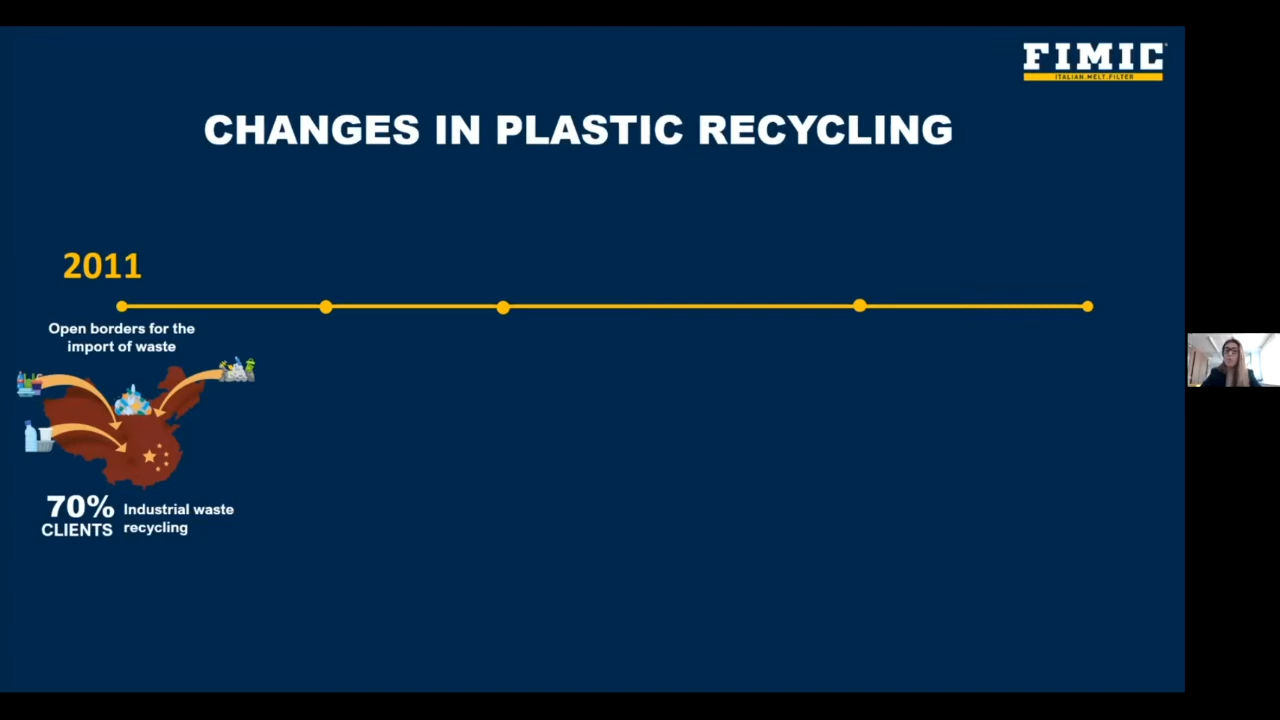 FIMIC
ITALIAN.MELT.FILTER
CHANGES IN PLASTIC RECYCLING
2011
Open borders for the
import of waste
70% CLIENTS
Industrial waste
recycling